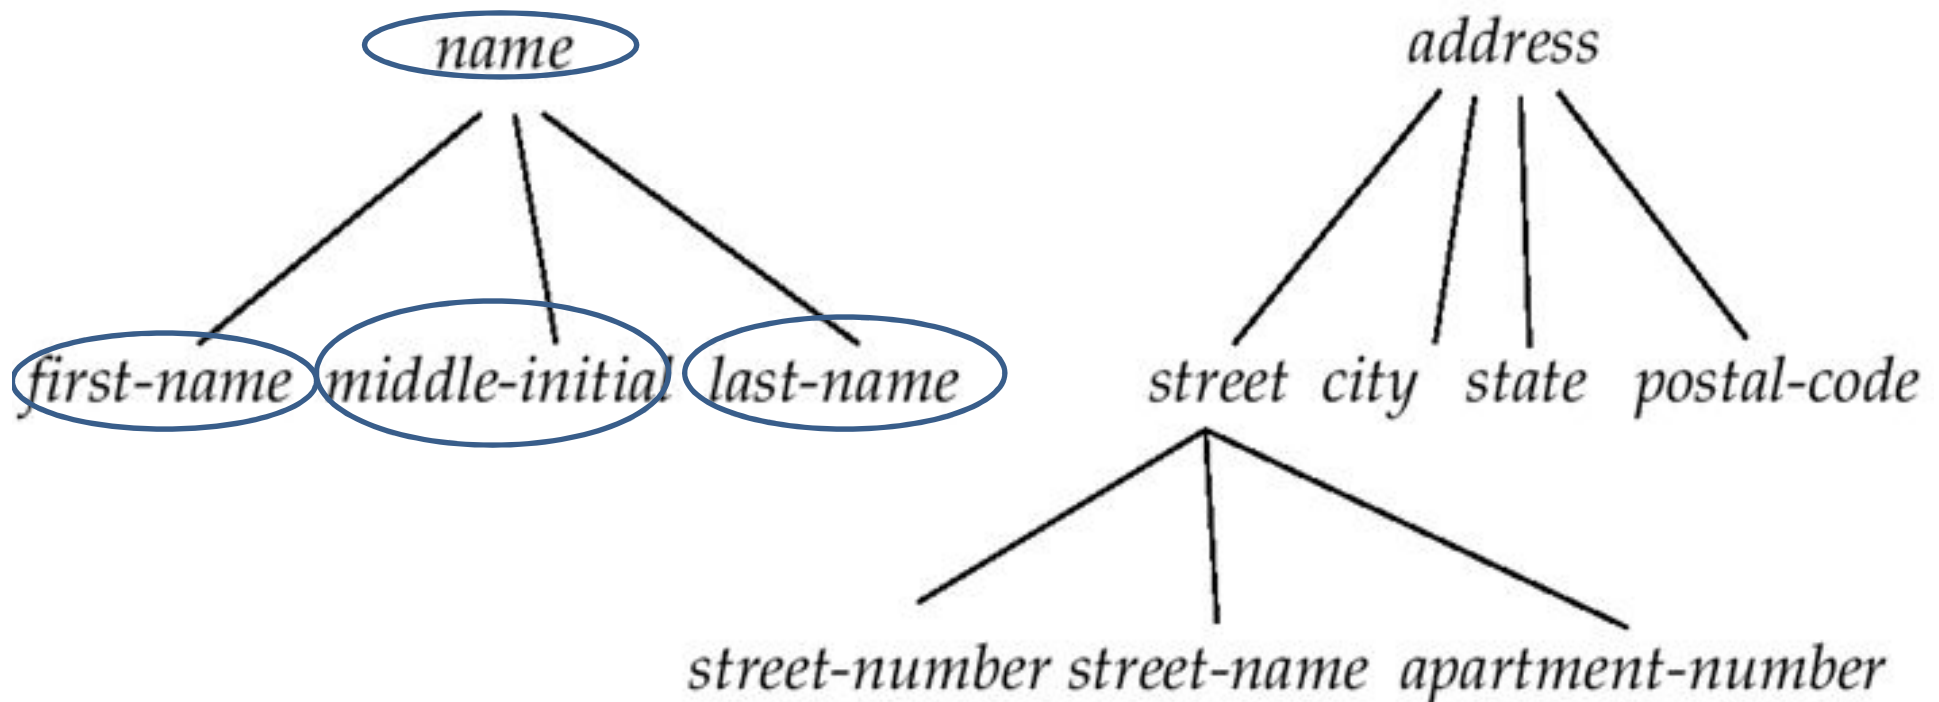 name address
first-name middle-initial last-name street city state postal-code
street-number street-name apartment-number